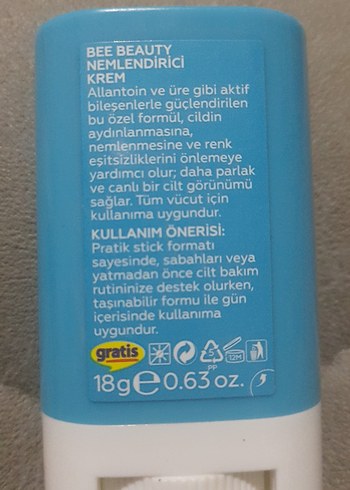 BEE BEAUTY
NEMLENDİRİCİ
KREM
Allantoin ve üre gibi aktif
bileşenlerle güçlendirilen
bu özel formül, cildin
aydınlanmasına,
nemlenmesine ve renk
eşitsizliklerini önlemeye
yardımcı olur; daha parlak
ve canlı bir cilt görünümü
sağlar. Tüm vücut için
kullanıma uygundur.
KULLANIM ÖNERİSİ:
Pratik stick formatı
sayesinde, sabahları veya
yatmadan önce cilt bakım
rutininize destek olurken,
taşınabilir formu ile gün
içerisinde kullanıma
uygundur.
gratis 5 PP 12M
18g℮0.63 oz.